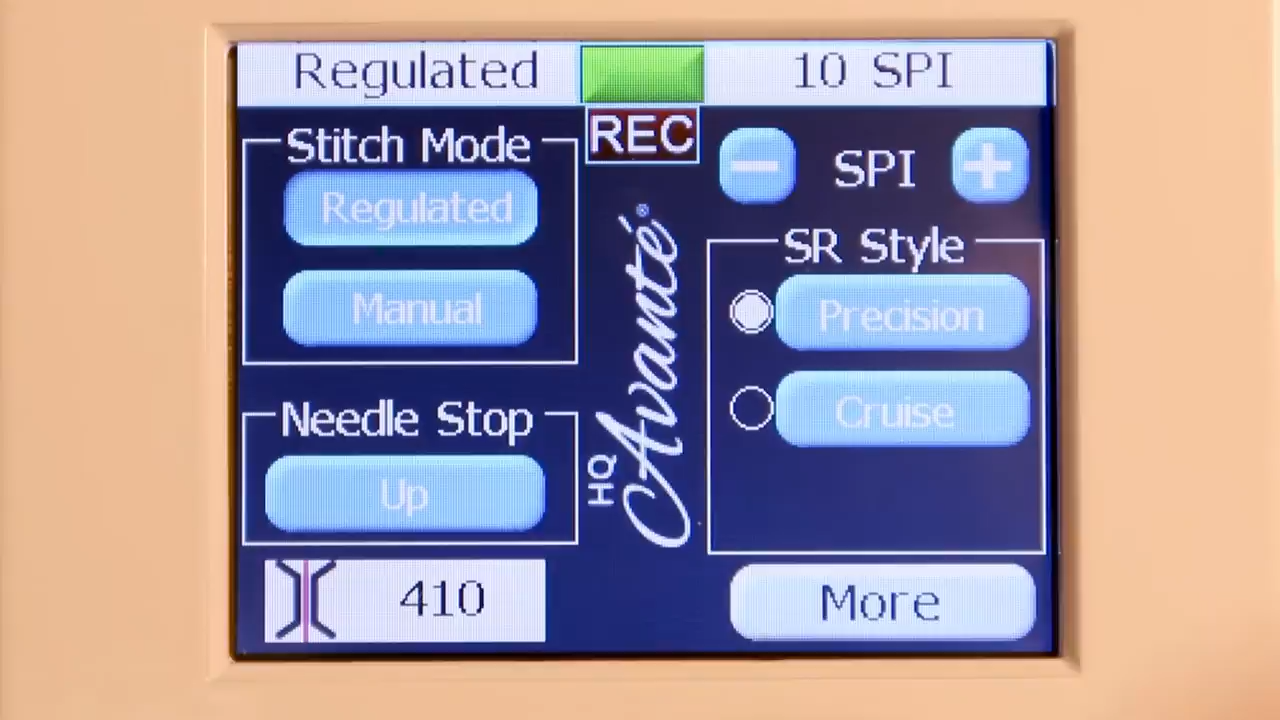 Regulated
10 SPI
REC
Stitch Mode
Regulated
Manual
Needle Stop
Up
410
HQ Avanté®
SPI
SR Style
Precision
Cruise
More